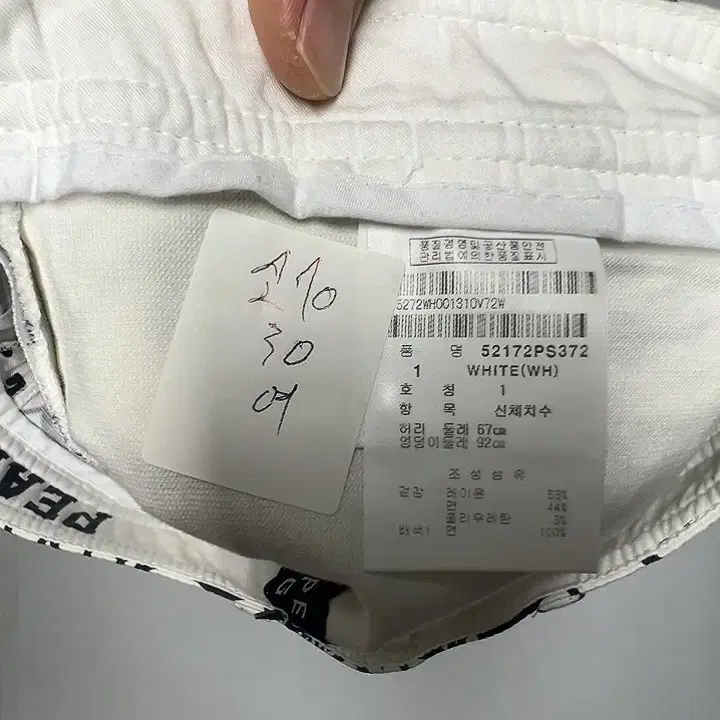 품질경영및공산품안전
관리법에의한품질표시
5272WH001310V72W
품 명 52172PS372
1 WHITE(WH)
호 칭 1
항 목 신체치수
허리 둘레 67㎝
엉덩이둘레 92㎝
조성섬유
겉감 레이온 53%
면 44%
폴리우레탄 3%
배색1 면 100%
70
30
여
PEA